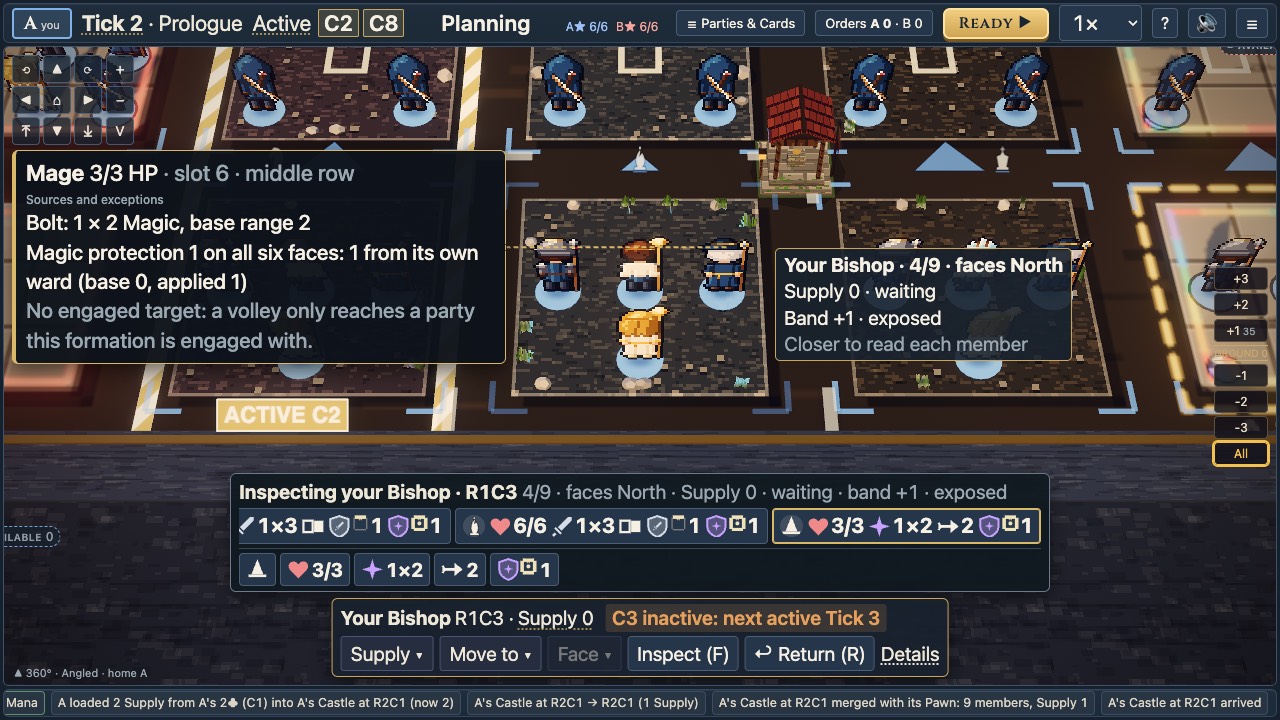 A you
Tick 2 · Prologue Active C2 C8
Planning
A★ 6/6 B★ 6/6
≡ Parties & Cards
Orders A 0 · B 0
READY ▶
1×
?
≡
V
Mage 3/3 HP · slot 6 · middle row
Sources and exceptions
Bolt: 1 × 2 Magic, base range 2
Magic protection 1 on all six faces: 1 from its own
ward (base 0, applied 1)
No engaged target: a volley only reaches a party
this formation is engaged with.
Your Bishop · 4/9 · faces North
Supply 0 · waiting
Band +1 · exposed
Closer to read each member
+3
+2
+1 35
-1
-2
-3
All
ACTIVE C2
Inspecting your Bishop · R1C3 4/9 · faces North · Supply 0 · waiting · band +1 · exposed
1×3 1 1
6/6 1×3 1 1
3/3 1×2 2 1
3/3 1×2 2 1
ILABLE 0
Your Bishop R1C3 · Supply 0 C3 inactive: next active Tick 3
Supply ▾
Move to ▾
Face ▾
Inspect (F)
↩ Return (R)
Details
▲ 360° · Angled · home A
Mana
A loaded 2 Supply from A's 2♣ (C1) into A's Castle at R2C1 (now 2)
A's Castle at R2C1 → R2C1 (1 Supply)
A's Castle at R2C1 merged with its Pawn: 9 members, Supply 1
A's Castle at R2C1 arrived